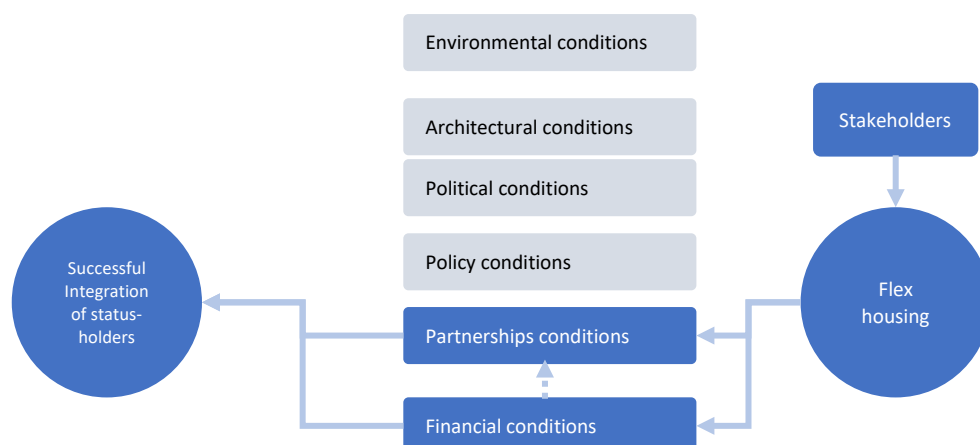 Environmental conditions
Architectural conditions
Stakeholders
Political conditions
Policy conditions
Successful
Integration
of status-
holders
Flex
housing
Partnerships conditions
Financial conditions